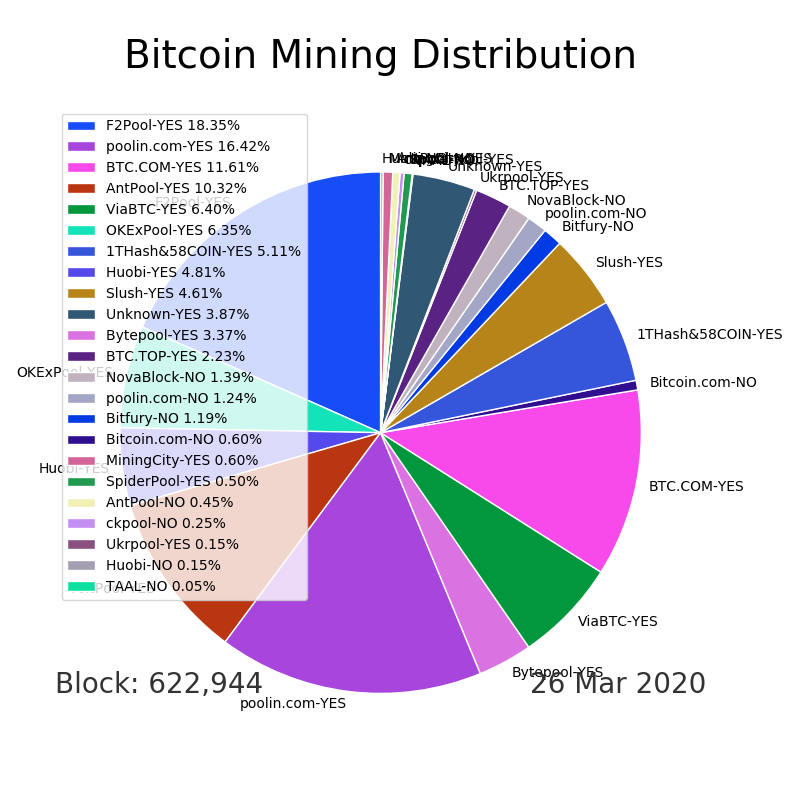 Bitcoin Mining Distribution
F2Pool-YES 18.35%
poolin.com-YES 16.42%
BTC.COM-YES 11.61%
AntPool-YES 10.32%
ViaBTC-YES 6.40%
OKExPool-YES 6.35%
1THash&58COIN-YES 5.11%
Huobi-YES 4.81%
Slush-YES 4.61%
Unknown-YES 3.87%
Bytepool-YES 3.37%
BTC.TOP-YES 2.23%
NovaBlock-NO 1.39%
poolin.com-NO 1.24%
Bitfury-NO 1.19%
Bitcoin.com-NO 0.60%
MiningCity-YES 0.60%
SpiderPool-YES 0.50%
AntPool-NO 0.45%
ckpool-NO 0.25%
Ukrpool-YES 0.15%
Huobi-NO 0.15%
TAAL-NO 0.05%
Unknown-YES
Ukrpool-YES
BTC.TOP-YES
NovaBlock-NO
poolin.com-NO
Bitfury-NO
Slush-YES
1THash&58COIN-YES
Bitcoin.com-NO
BTC.COM-YES
ViaBTC-YES
Bytepool-YES
poolin.com-YES
AntPool-YES
Huobi-YES
OKExPool-YES
F2Pool-YES
Block: 622,944
26 Mar 2020